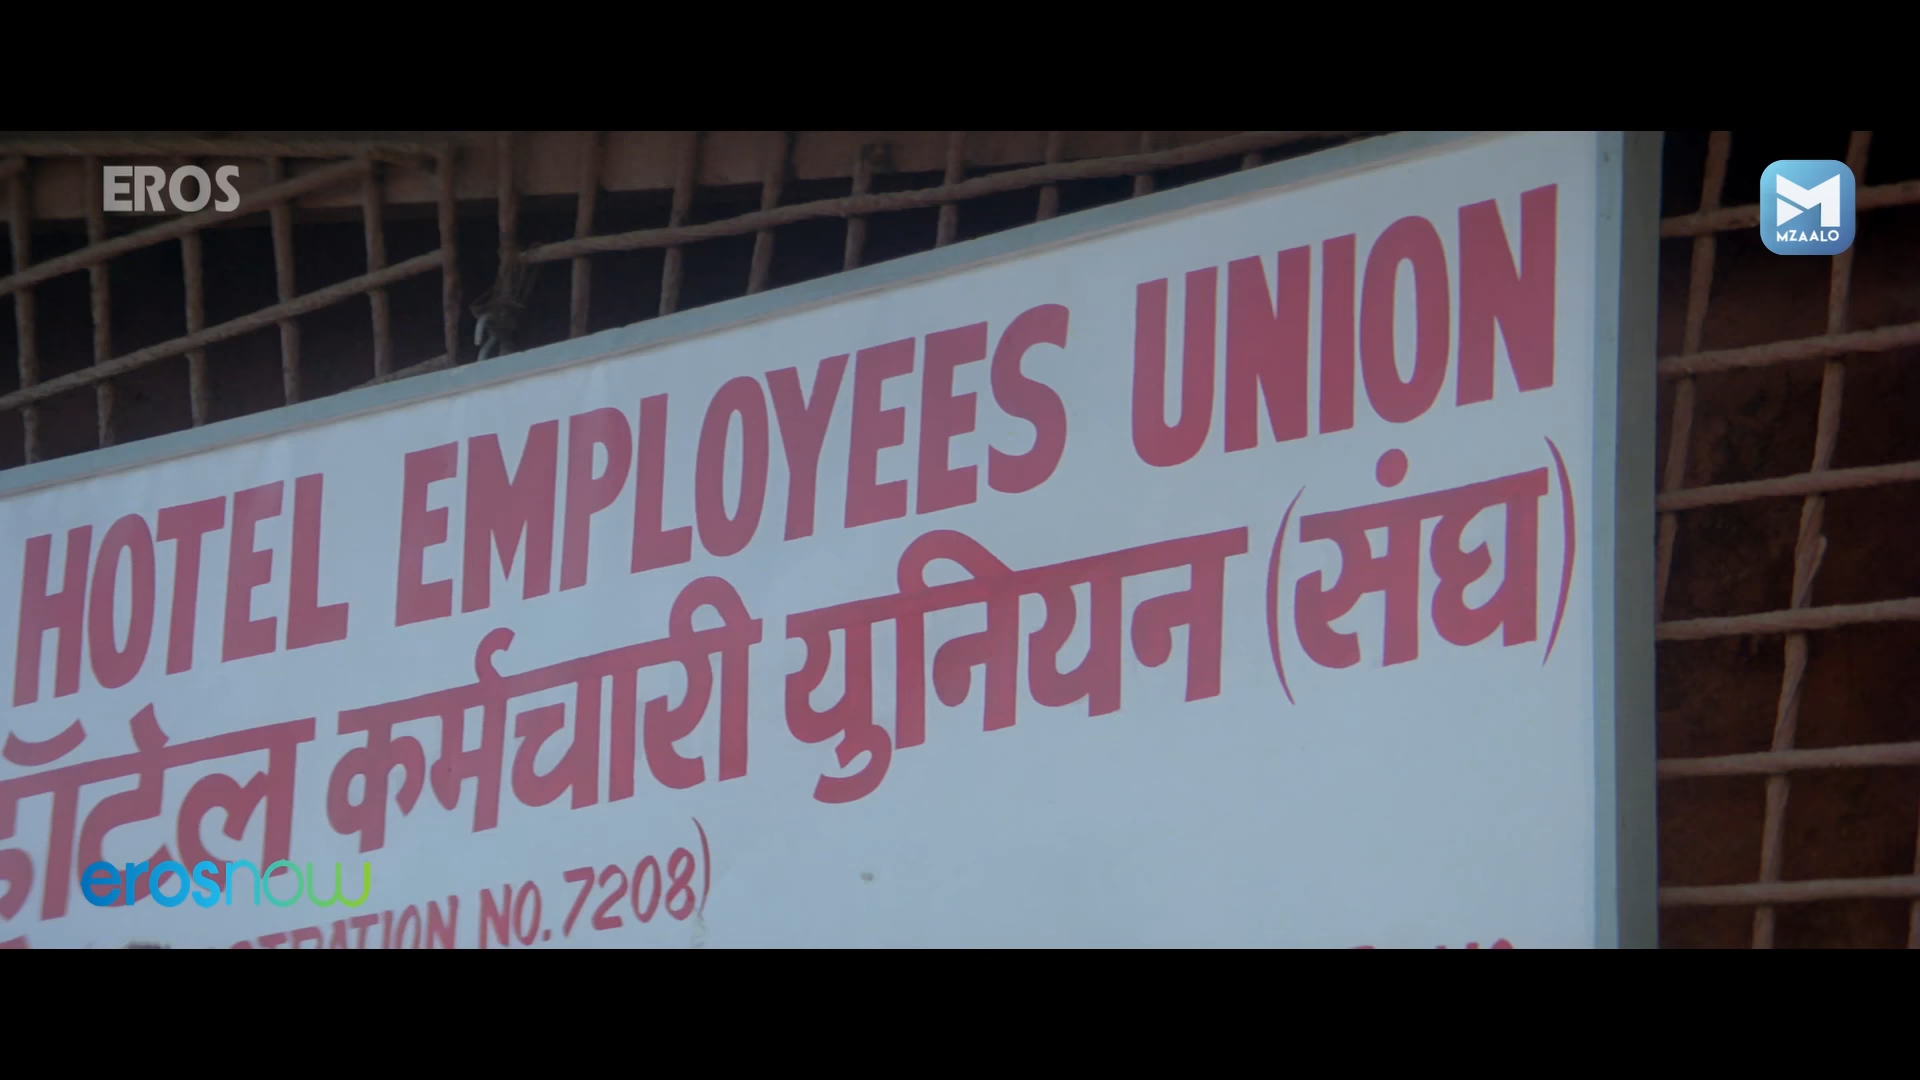 EROS
MZAALO
HOTEL EMPLOYEES UNION
हॉटेल कर्मचारी युनियन (संघ)
erosnow
NO. 7208)